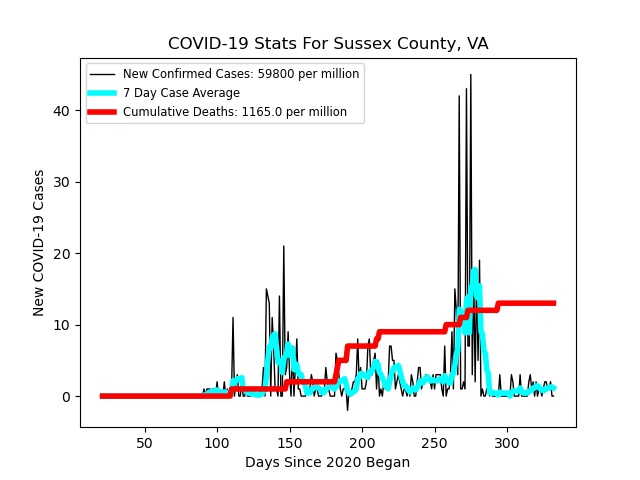 COVID-19 Stats For Sussex County, VA
New Confirmed Cases: 59800 per million
7 Day Case Average
Cumulative Deaths: 1165.0 per million
New COVID-19 Cases
40
30
20
10
0
50 100 150 200 250 300
Days Since 2020 Began